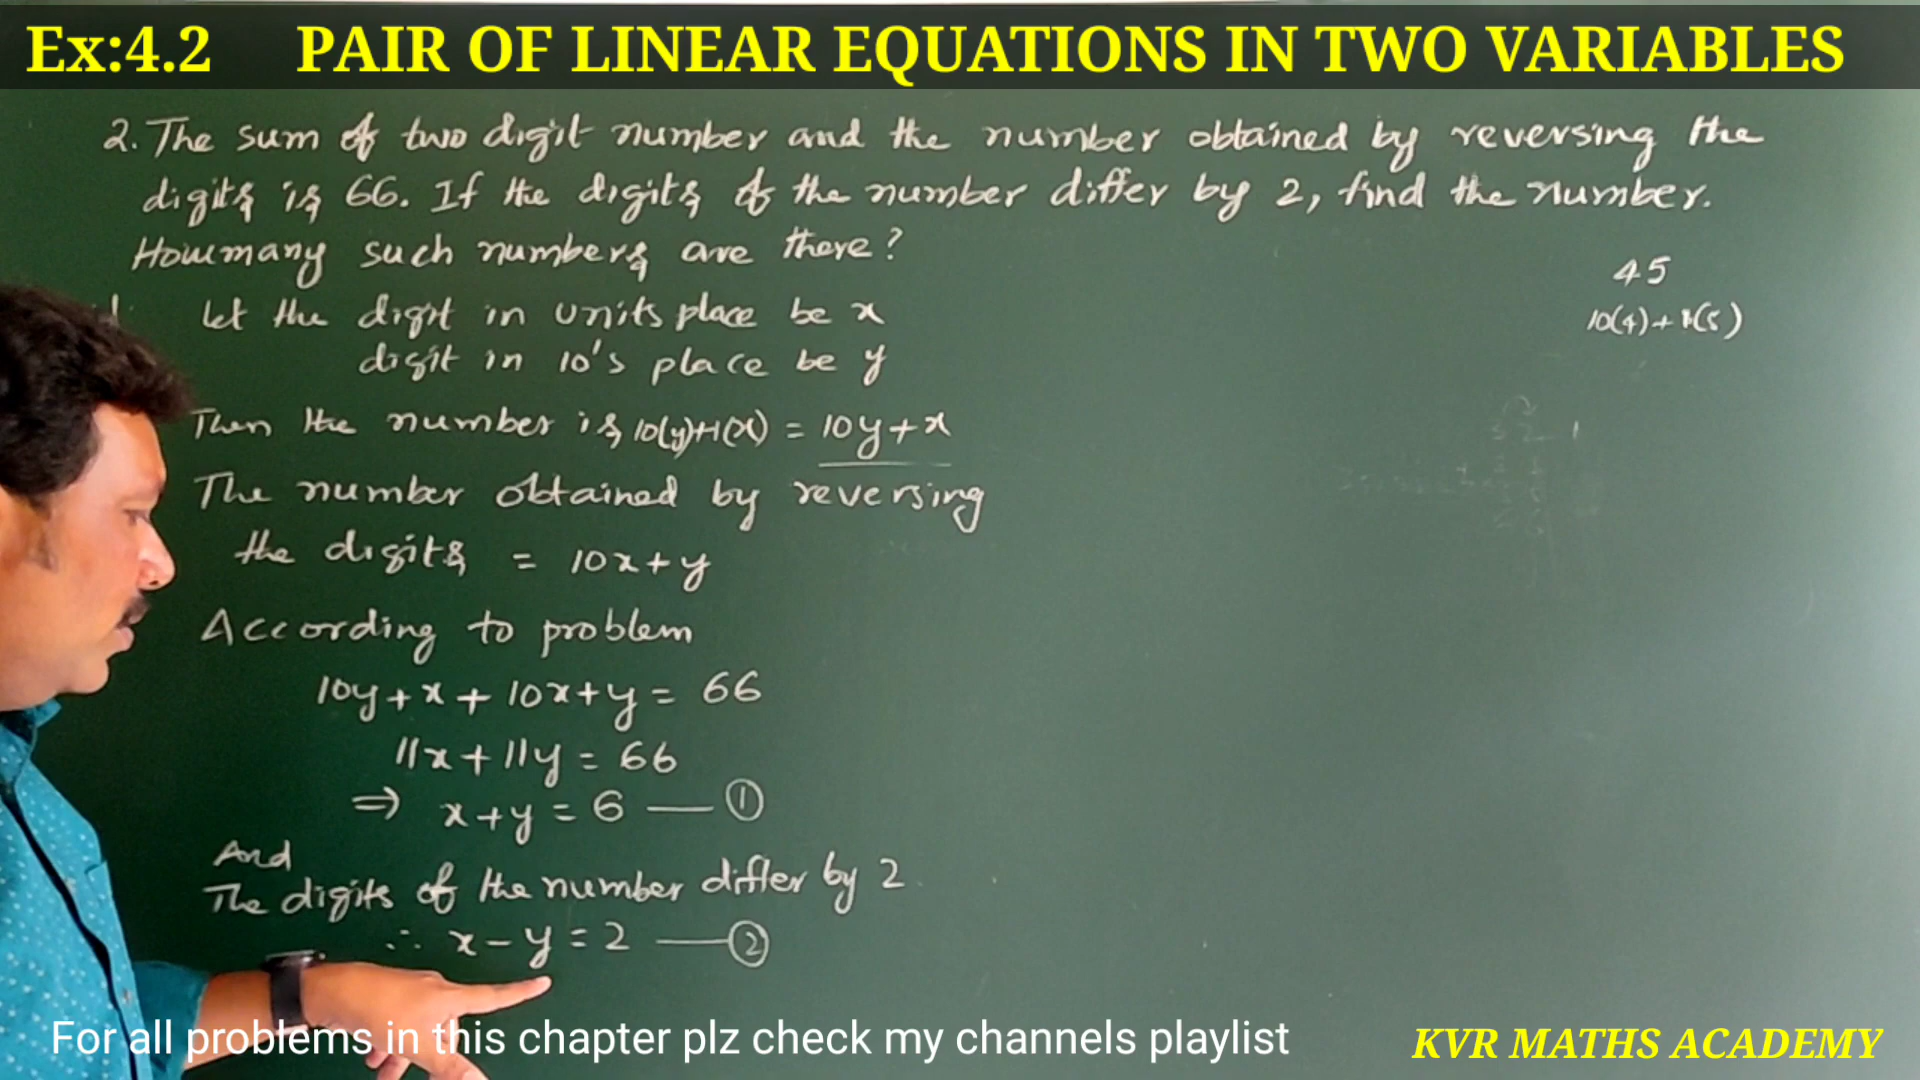 Ex:4.2 PAIR OF LINEAR EQUATIONS IN TWO VARIABLES
2. The sum of two digit number and the number obtained by reversing the
digits is 66. If the digits of the number differ by 2, find the number.
How many such numbers are there?
45
10(4)+1(5)
Let the digit in units place be x
digit in 10's place be y
Then the number is 10(y)+1(x) = 10y+x
The number obtained by reversing
the digits = 10x+y
According to problem
10y+x+10x+y = 66
11x+11y = 66
⇒ x+y = 6 — ①
And
The digits of the number differ by 2
∴ x-y = 2 — ②
For all problems in this chapter plz check my channels playlist
KVR MATHS ACADEMY